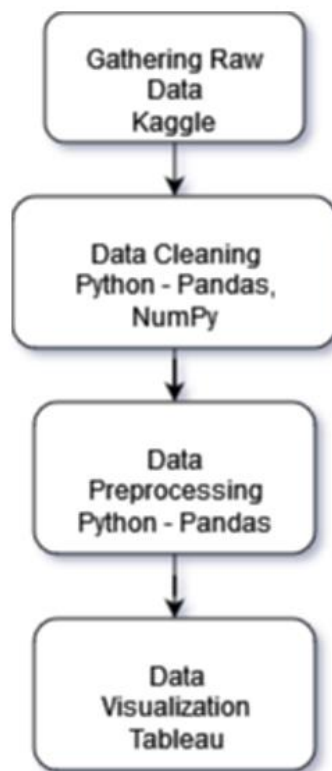 Gathering Raw
Data
Kaggle
Data Cleaning
Python - Pandas,
NumPy
Data
Preprocessing
Python - Pandas
Data
Visualization
Tableau